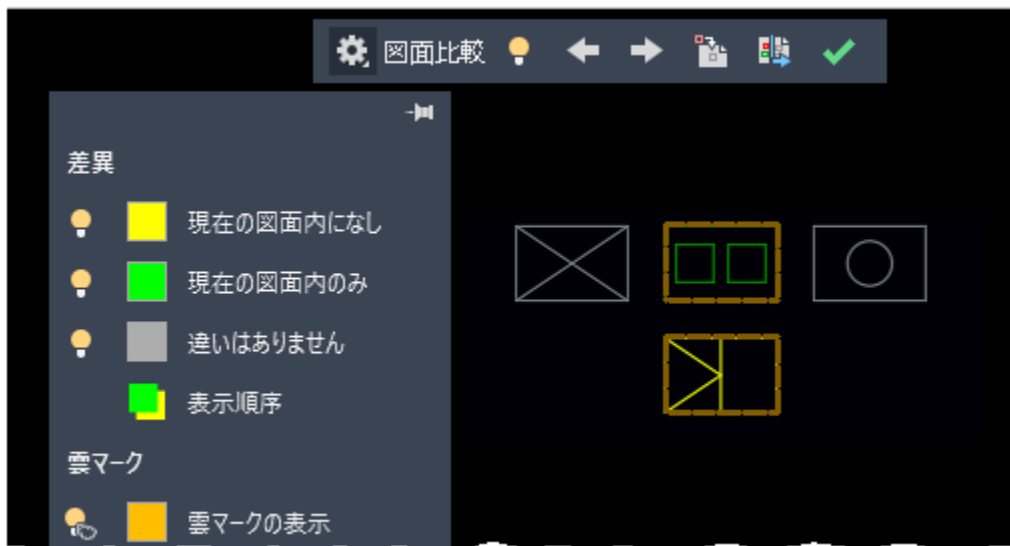 図面比較
差異
現在の図面内になし
現在の図面内のみ
違いはありません
表示順序
雲マーク
雲マークの表示